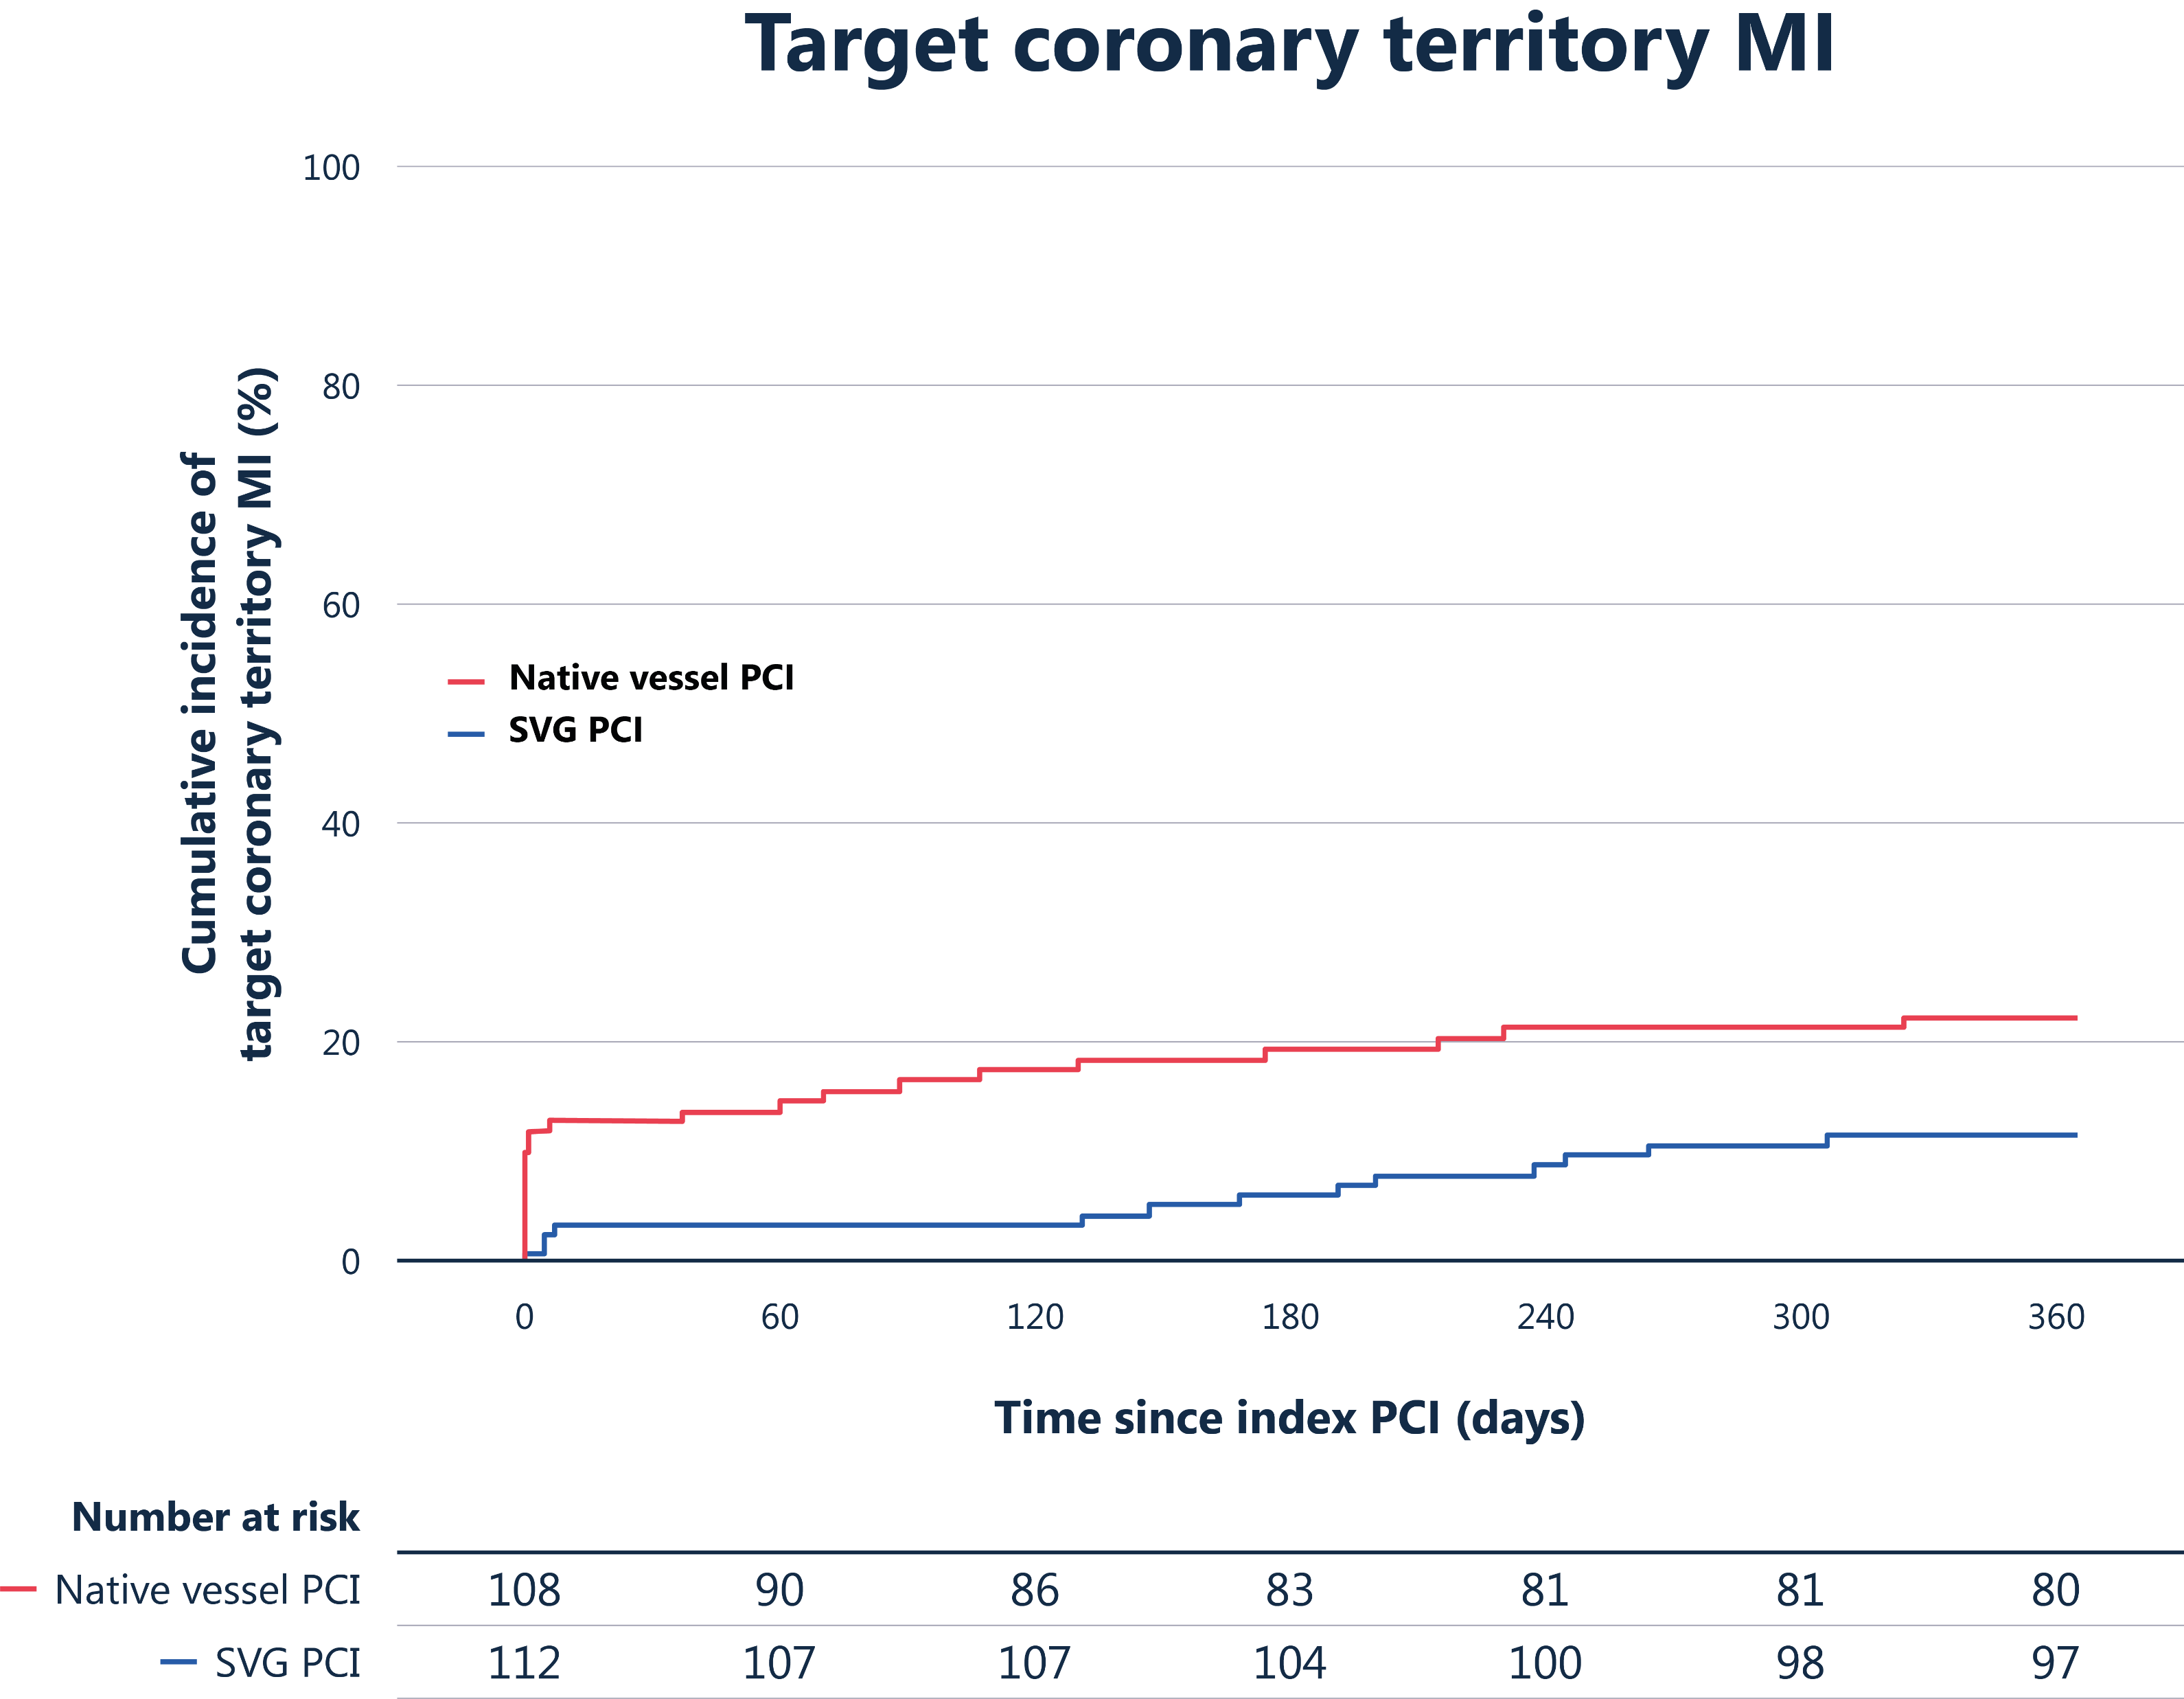 Target coronary territory MI
Cumulative incidence of
target coronary territory MI (%)
100
80
60
40
20
0
Native vessel PCI
SVG PCI
0 60 120 180 240 300 360
Time since index PCI (days)
Number at risk
Native vessel PCI 108 90 86 83 81 81 80
SVG PCI 112 107 107 104 100 98 97